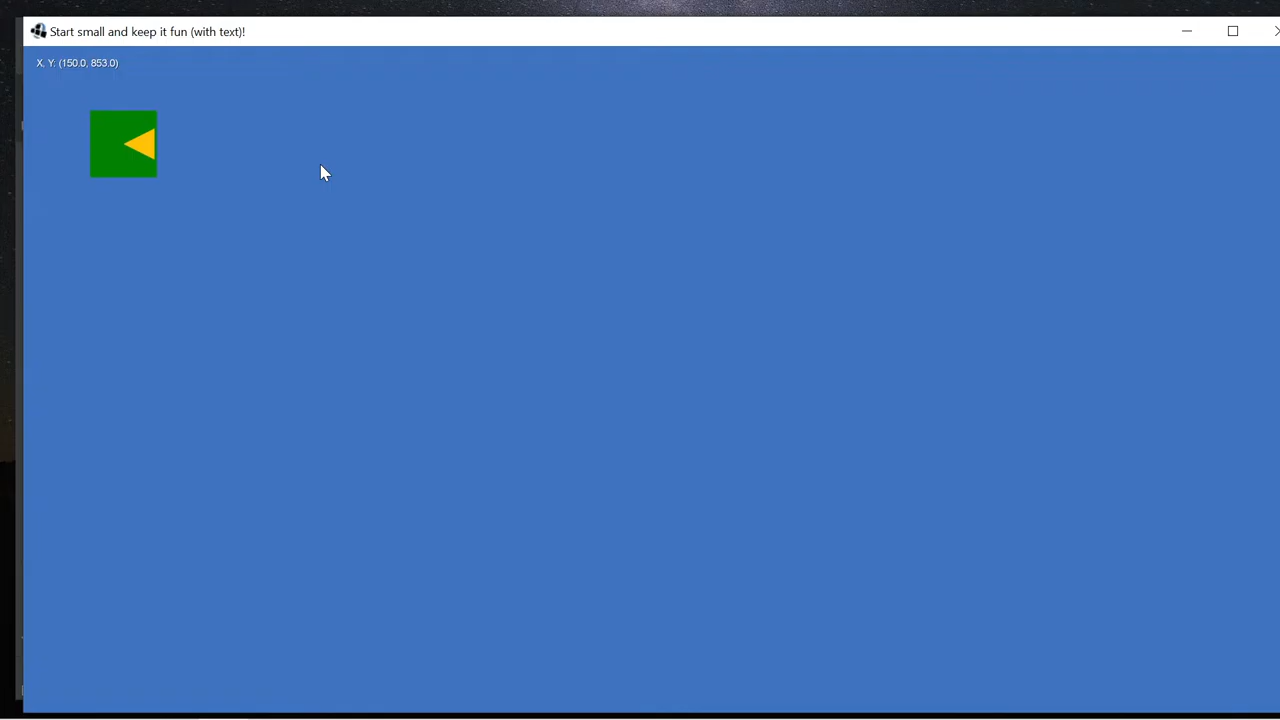 Start small and keep it fun (with text)!
X, Y: (150.0, 853.0)